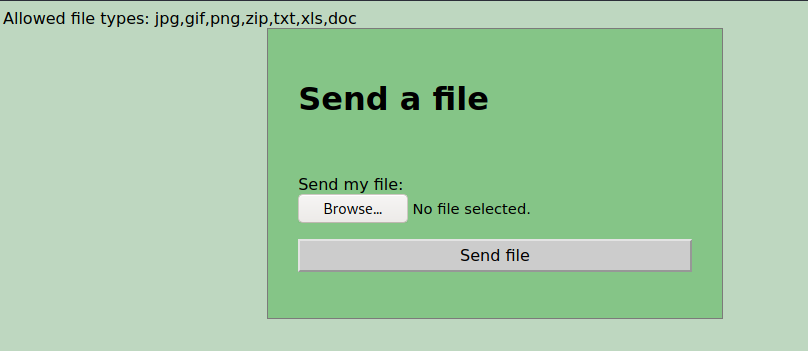 Allowed file types: jpg,gif,png,zip,txt,xls,doc
Send a file
Send my file:
Browse... No file selected.
Send file